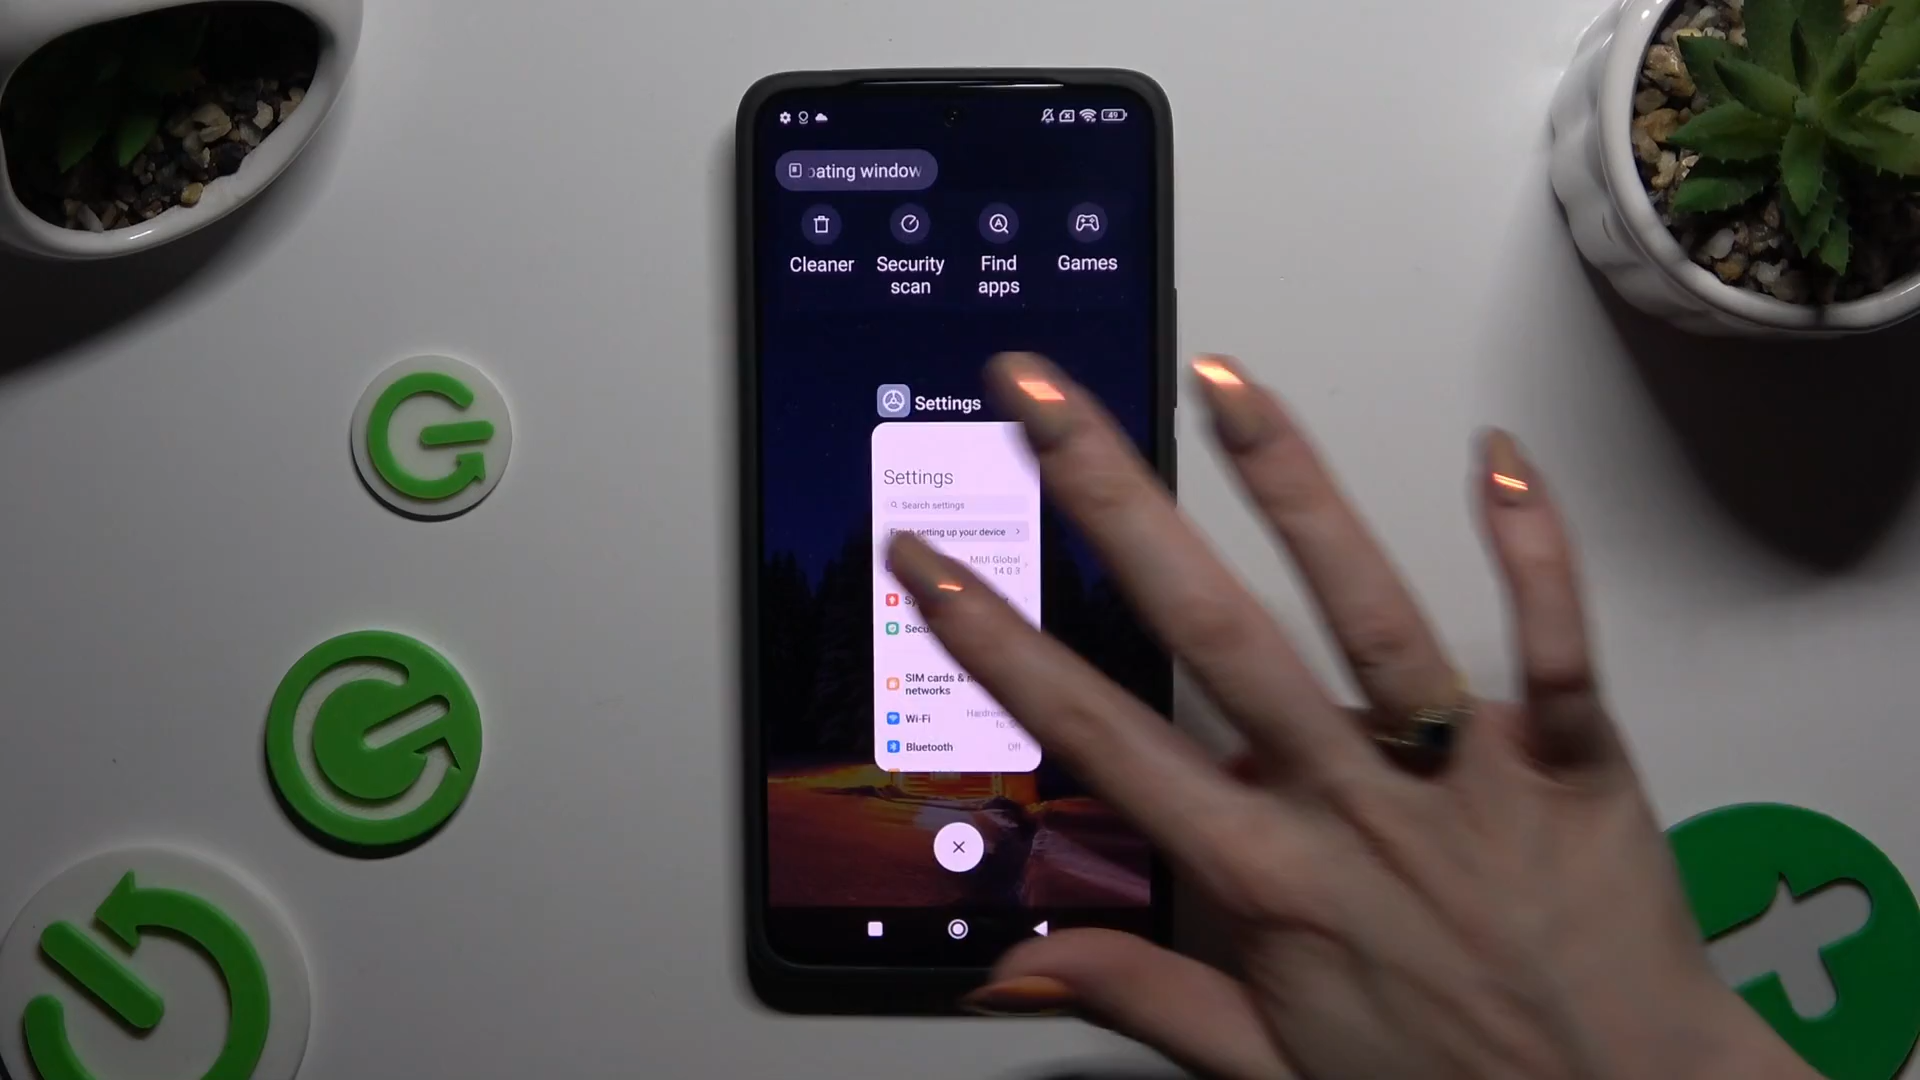 49
ating window
Cleaner
Security
scan
Find
apps
Games
Settings
Settings
Search settings
setting up your device
MIUI Global
14.0.3
SIM cards &
networks
Wi-Fi
Bluetooth
Off